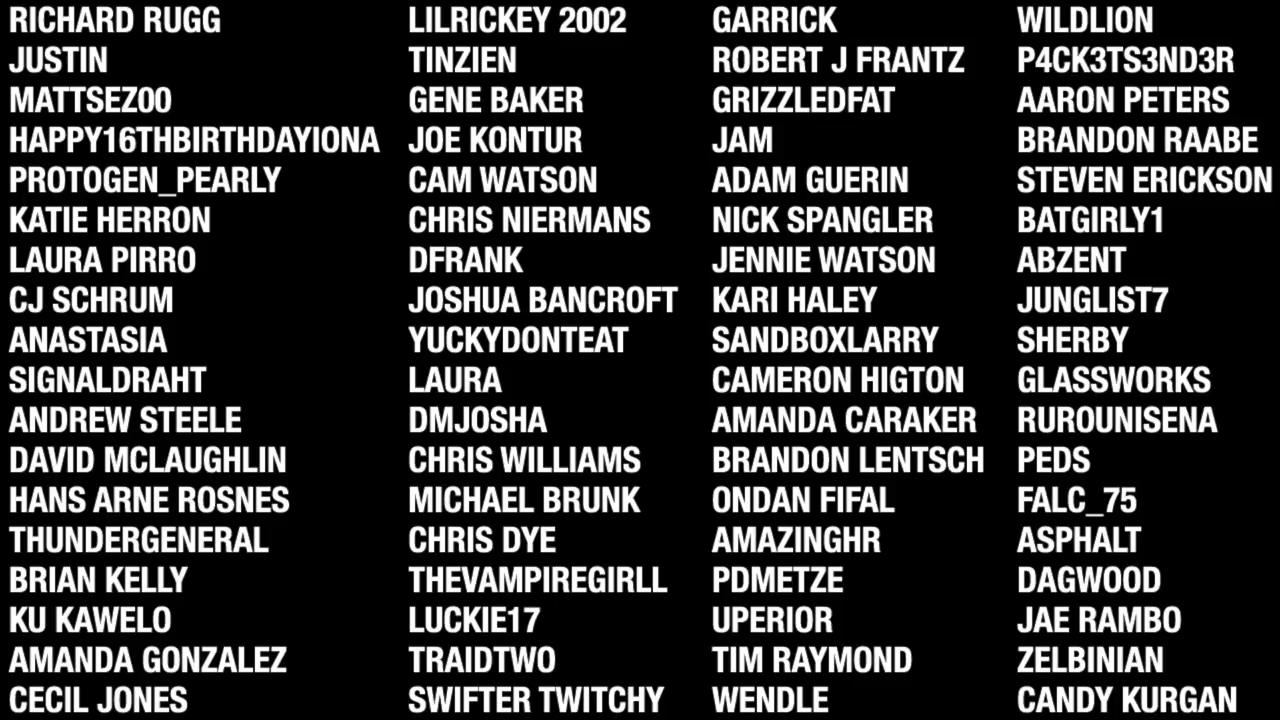 RICHARD RUGG
JUSTIN
MATTSEZ00
HAPPY16THBIRTHDAYIONA
PROTOGEN_PEARLY
KATIE HERRON
LAURA PIRRO
CJ SCHRUM
ANASTASIA
SIGNALDRAHT
ANDREW STEELE
DAVID MCLAUGHLIN
HANS ARNE ROSNES
THUNDERGENERAL
BRIAN KELLY
KU KAWELO
AMANDA GONZALEZ
CECIL JONES
LILRICKEY 2002
TINZIEN
GENE BAKER
JOE KONTUR
CAM WATSON
CHRIS NIERMANS
DFRANK
JOSHUA BANCROFT
YUCKYDONTEAT
LAURA
DMJOSHA
CHRIS WILLIAMS
MICHAEL BRUNK
CHRIS DYE
THEVAMPIREGIRLL
LUCKIE17
TRAIDTWO
SWIFTER TWITCHY
GARRICK
ROBERT J FRANTZ
GRIZZLEDFAT
JAM
ADAM GUERIN
NICK SPANGLER
JENNIE WATSON
KARI HALEY
SANDBOXLARRY
CAMERON HIGTON
AMANDA CARAKER
BRANDON LENTSCH
ONDAN FIFAL
AMAZINGHR
PDMETZE
UPERIOR
TIM RAYMOND
WENDLE
WILDLION
P4CK3TS3ND3R
AARON PETERS
BRANDON RAABE
STEVEN ERICKSON
BATGIRLY1
ABZENT
JUNGLIST7
SHERBY
GLASSWORKS
RUROUNISENA
PEDS
FALC_75
ASPHALT
DAGWOOD
JAE RAMBO
ZELBINIAN
CANDY KURGAN